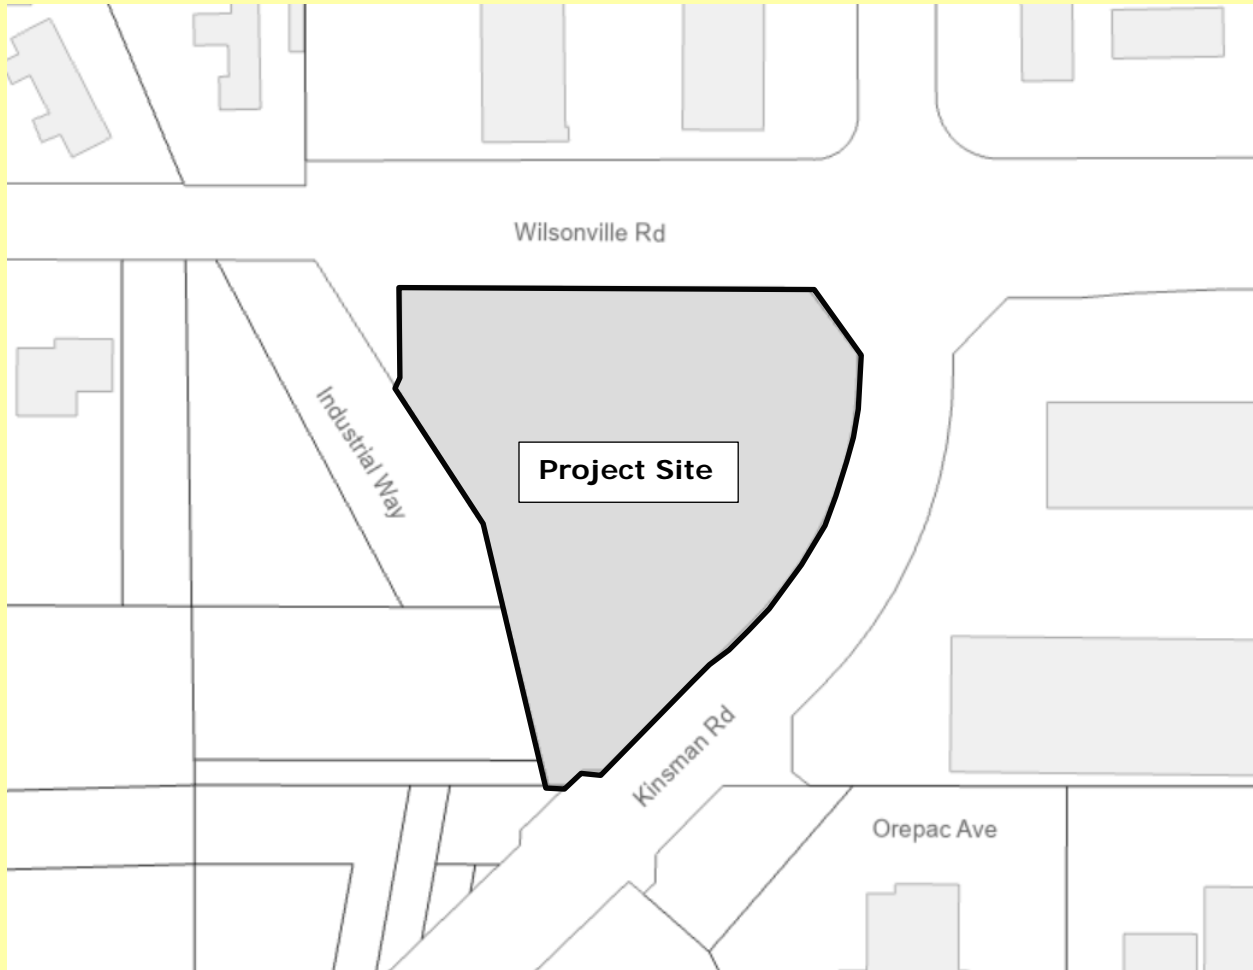 Wilsonville Rd
Industrial Way
Project Site
Kinsman Rd
Orepac Ave